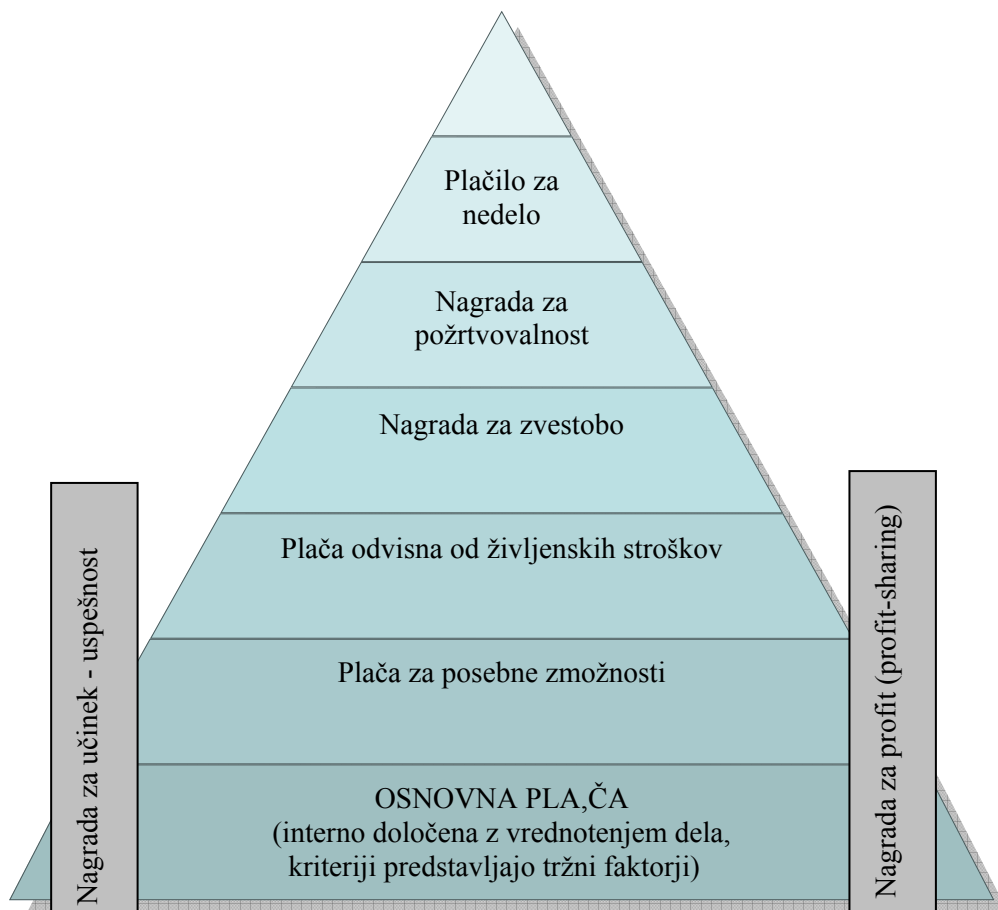 Plačilo za
nedelo
Nagrada za
požrtvovalnost
Nagrada za zvestobo
Plača odvisna od življenskih stroškov
Plača za posebne zmožnosti
OSNOVNA PLA,ČA
(interno določena z vrednotenjem dela,
kriteriji predstavljajo tržni faktorji)
Nagrada za učinek - uspešnost
Nagrada za profit (profit-sharing)